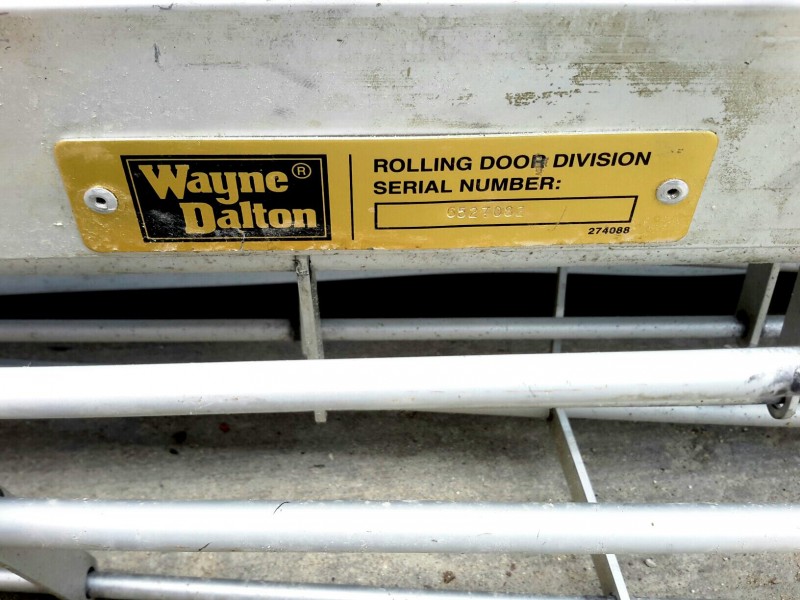 Wayne®
Dalton
ROLLING DOOR DIVISION
SERIAL NUMBER:
274088